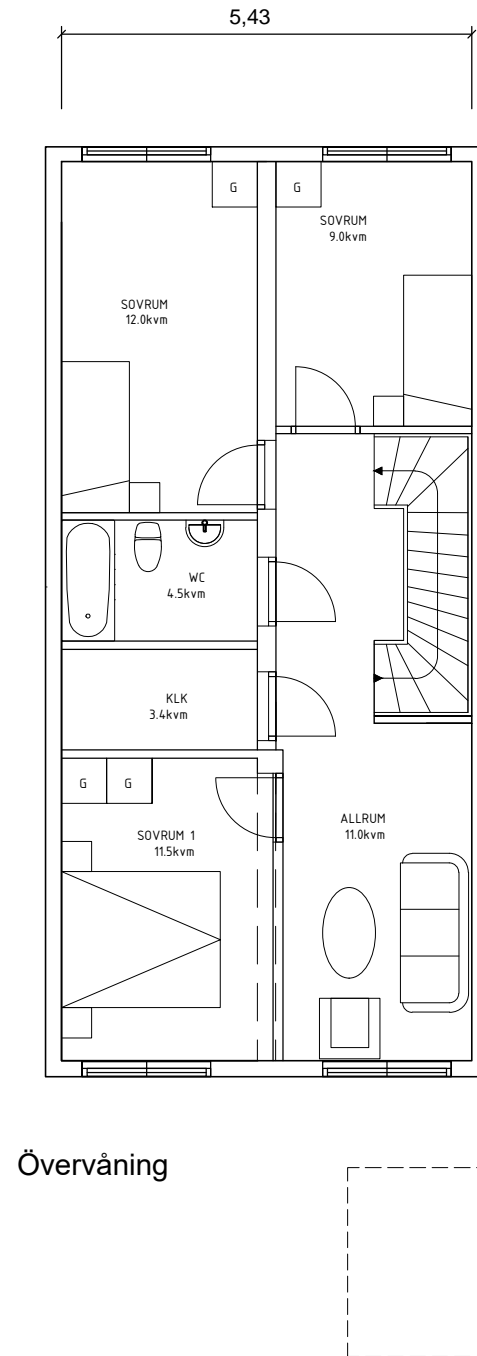 5,43
G
G
SOVRUM
9.0kvm
SOVRUM
12.0kvm
WC
4.5kvm
KLK
3.4kvm
G
G
SOVRUM 1
11.5kvm
ALLRUM
11.0kvm
Övervåning